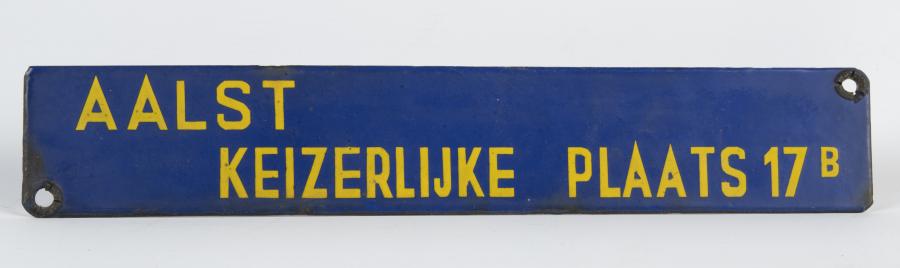 AALST
KEIZERLIJKE PLAATS 17 B